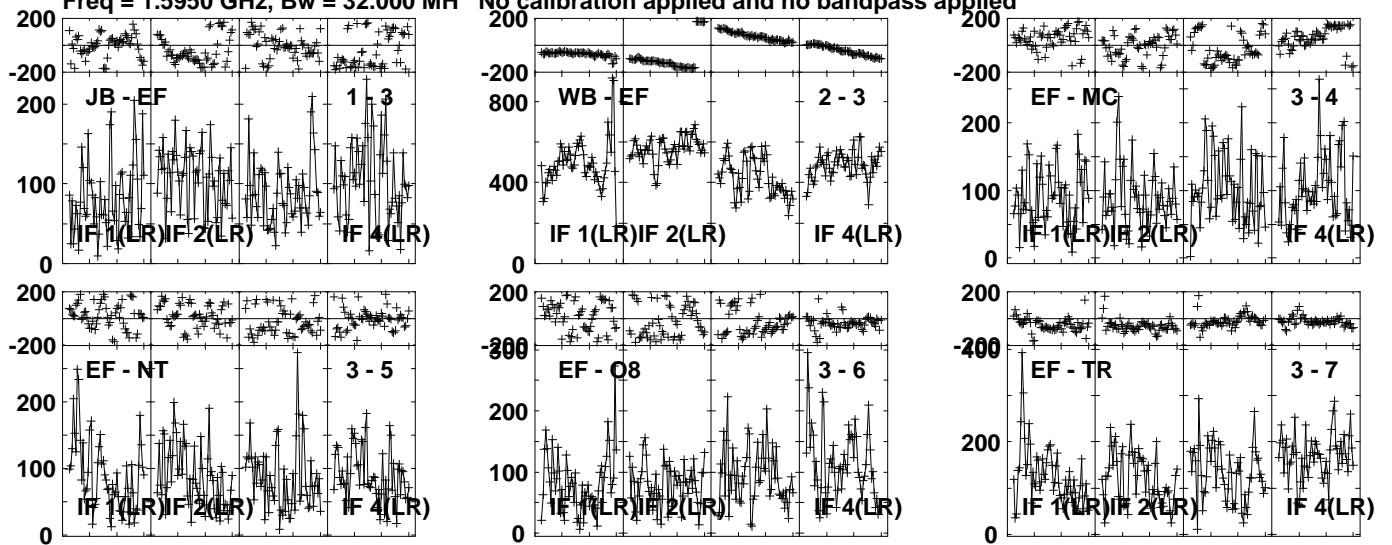 Freq = 1.5950 GHz, Bw = 32.000 MH No calibration applied and no bandpass applied
200
-200
JB - EF
1 - 3
200
100
0
IF 1(LR)
IF 2(LR)
IF 4(LR)
200
-200
WB - EF
2 - 3
800
400
0
IF 1(LR)
IF 2(LR)
IF 4(LR)
200
-200
EF - MC
3 - 4
200
100
0
IF 1(LR)
IF 2(LR)
IF 4(LR)
200
-200
EF - NT
3 - 5
200
100
0
IF 1(LR)
IF 2(LR)
IF 4(LR)
200
-200
300
EF - O8
3 - 6
200
100
0
IF 1(LR)
IF 2(LR)
IF 4(LR)
200
-200
400
EF - TR
3 - 7
200
0
IF 1(LR)
IF 2(LR)
IF 4(LR)